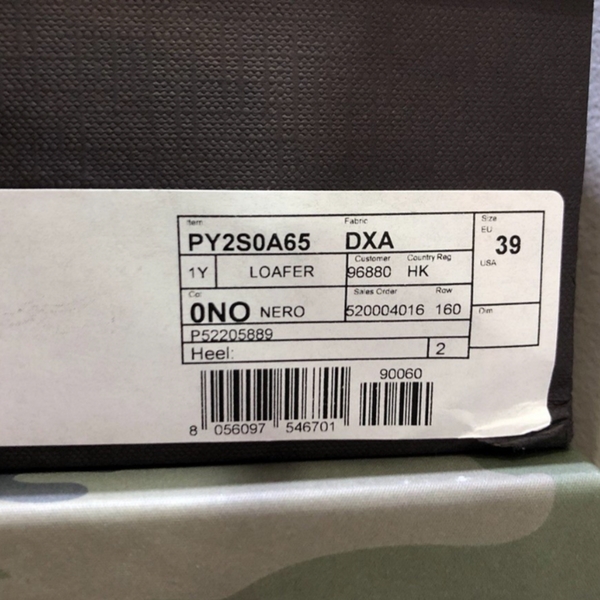 Item Fabric
PY2S0A65 DXA
1Y LOAFER
Customer Country Reg
96880 HK
Col
0NO NERO
Sales Order Row
520004016 160
P52205889
Heel: 2
Size
EU
39
USA
Dim
90060
8 056097 546701